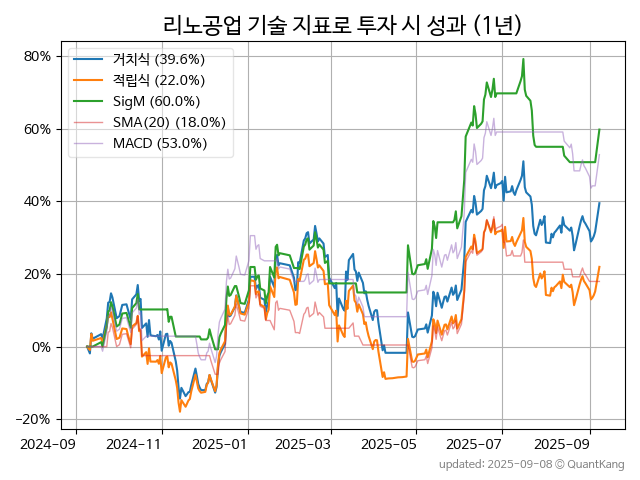 리노공업 기술 지표로 투자 시 성과 (1년)
거치식 (39.6%)
적립식 (22.0%)
SigM (60.0%)
SMA(20) (18.0%)
MACD (53.0%)
80%
60%
40%
20%
0%
−20%
2024-09 2024-11 2025-01 2025-03 2025-05 2025-07 2025-09
updated: 2025-09-08 © QuantKang